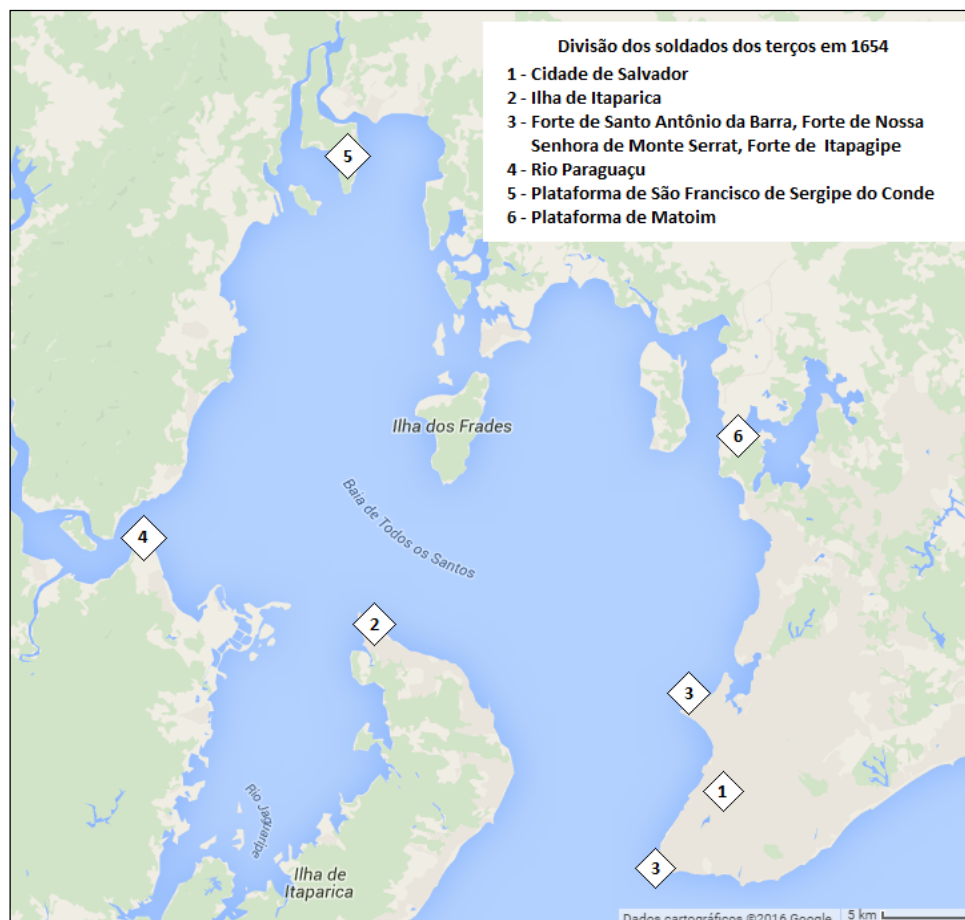 Divisão dos soldados dos terços em 1654
1 - Cidade de Salvador
2 - Ilha de Itaparica
3 - Forte de Santo Antônio da Barra, Forte de Nossa
Senhora de Monte Serrat, Forte de Itapagipe
4 - Rio Paraguaçu
5 - Plataforma de São Francisco de Sergipe do Conde
6 - Plataforma de Matoim
5
Ilha dos Frades
6
Baia de Todos os Santos
4
2
3
1
Rio Jaguaripe
3
Ilha de
Itaparica
Dados cartográficos ©2016 Google
5 km